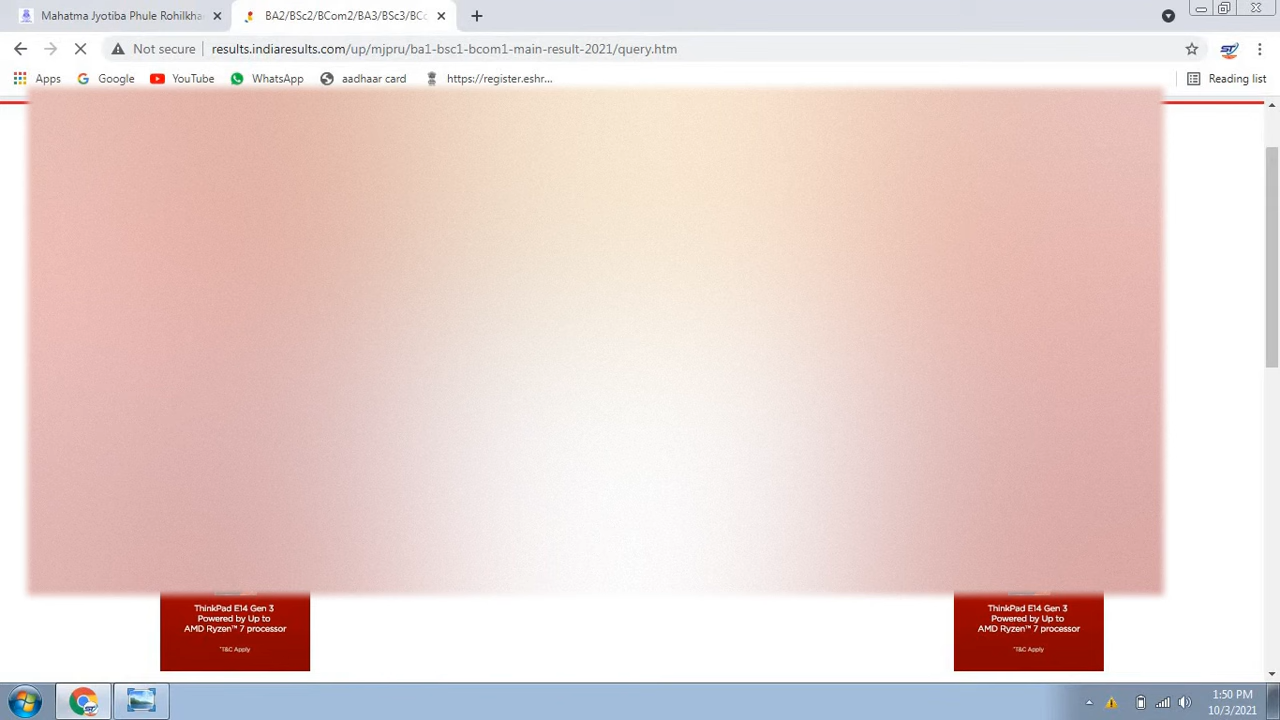 Mahatma Jyotiba Phule Rohilkha
BA2/BSc2/BCom2/BA3/BSc3/BCo
Not secure
results.indiaresults.com/up/mjpru/ba1-bsc1-bcom1-main-result-2021/query.htm
Apps
Google
YouTube
WhatsApp
aadhaar card
https://register.eshr...
Reading list
ThinkPad E14 Gen 3
Powered by Up to
AMD Ryzen™ 7 processor
*T&C Apply
ThinkPad E14 Gen 3
Powered by Up to
AMD Ryzen™ 7 processor
*T&C Apply
1:50 PM
10/3/2021